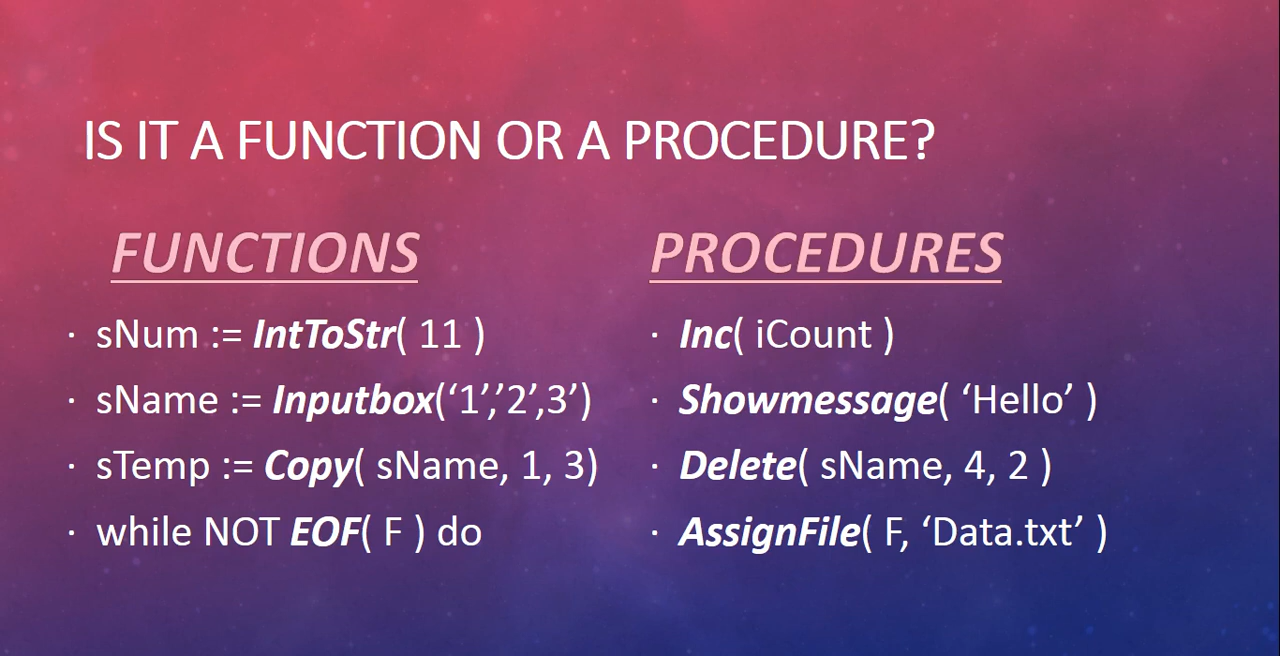 IS IT A FUNCTION OR A PROCEDURE?
FUNCTIONS
· sNum := IntToStr( 11 )
· sName := Inputbox(‘1’,’2’,3’)
· sTemp := Copy( sName, 1, 3)
· while NOT EOF( F ) do
PROCEDURES
· Inc( iCount )
· Showmessage( ‘Hello’ )
· Delete( sName, 4, 2 )
· AssignFile( F, ‘Data.txt’ )